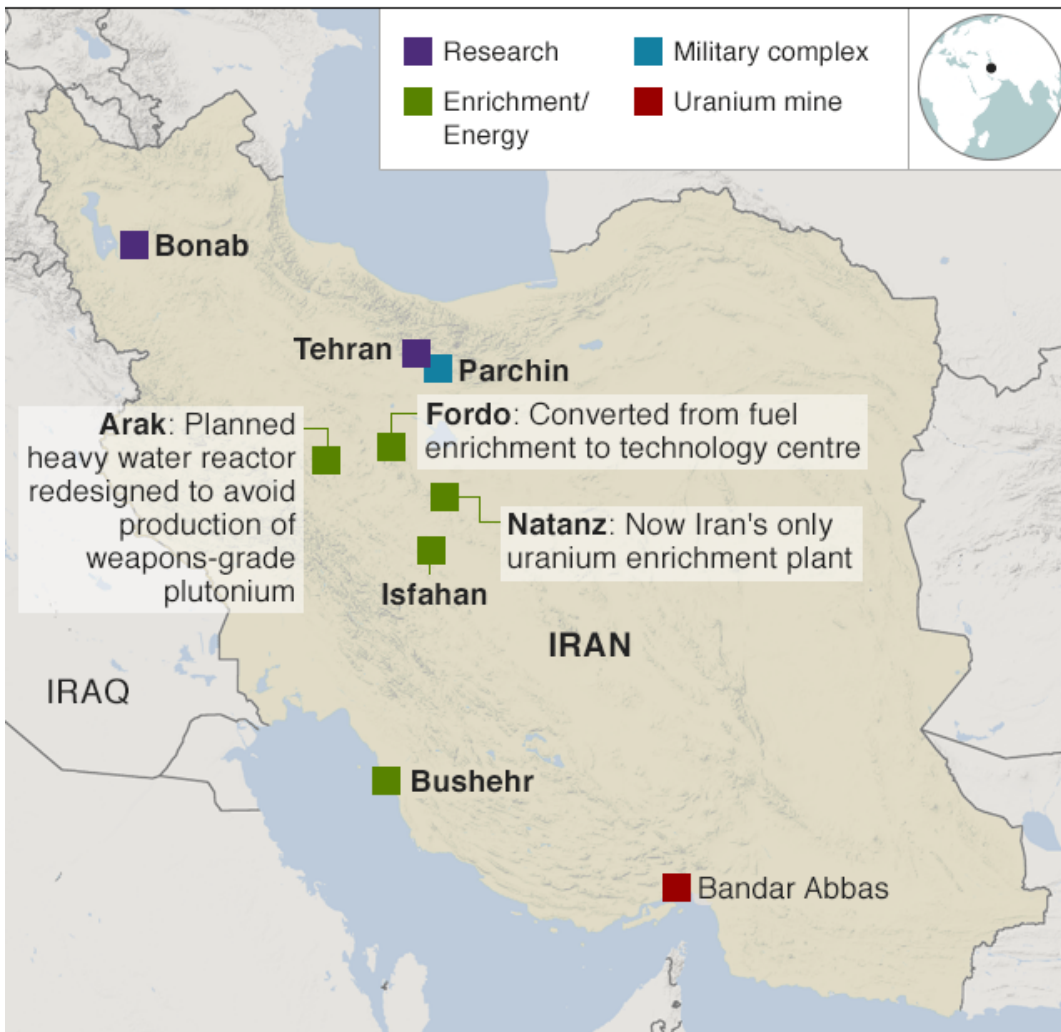 Research
Military complex
Enrichment/
Energy
Uranium mine
Bonab
Tehran
Parchin
Arak: Planned
heavy water reactor
redesigned to avoid
production of
weapons-grade
plutonium
Fordo: Converted from fuel
enrichment to technology centre
Natanz: Now Iran's only
uranium enrichment plant
Isfahan
IRAN
IRAQ
Bushehr
Bandar Abbas